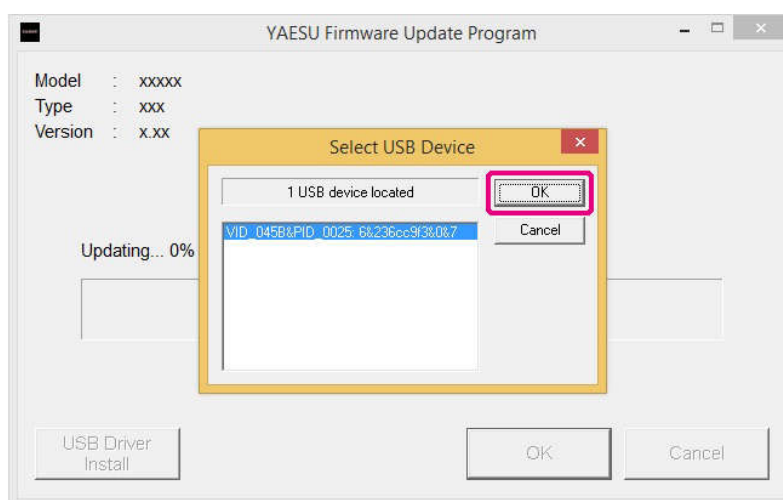 YAESU Firmware Update Program
Model : xxxxx
Type : xxx
Version : x.xx
Select USB Device
1 USB device located
OK
VID_045B&PID_0025: 6&236cc9f3&0&7
Cancel
Updating... 0%
USB Driver
Install
OK
Cancel